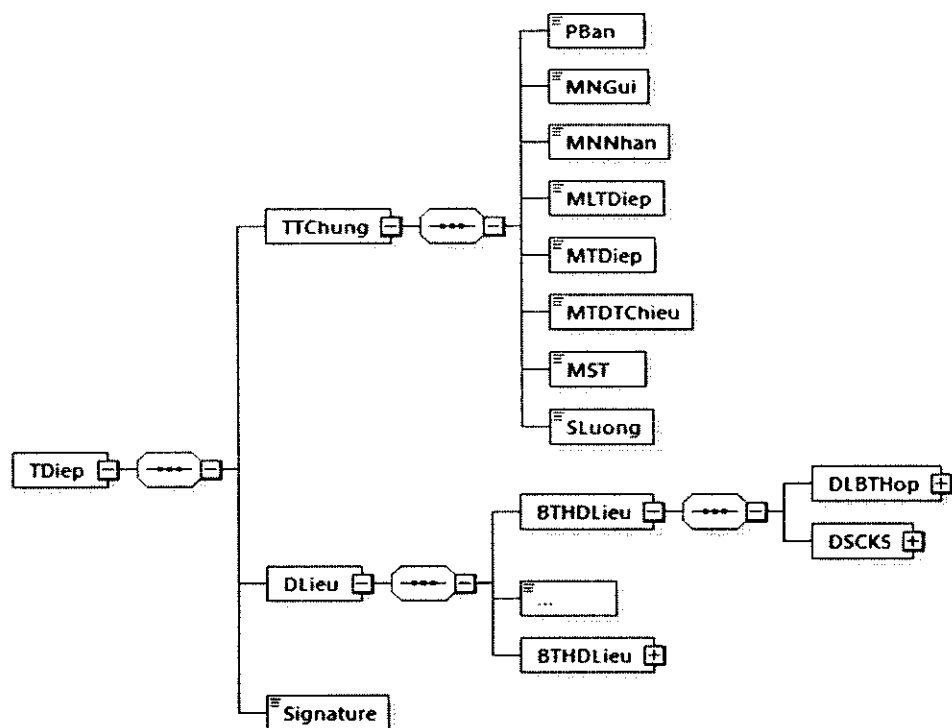 PBan
MNGui
MNNhan
MLTDiep
TTChung
MTDiep
MTDTChieu
MST
SLuong
TDiep
DLBTHop
BTHDLieu
DSCKS
DLieu
...
BTHDLieu
Signature